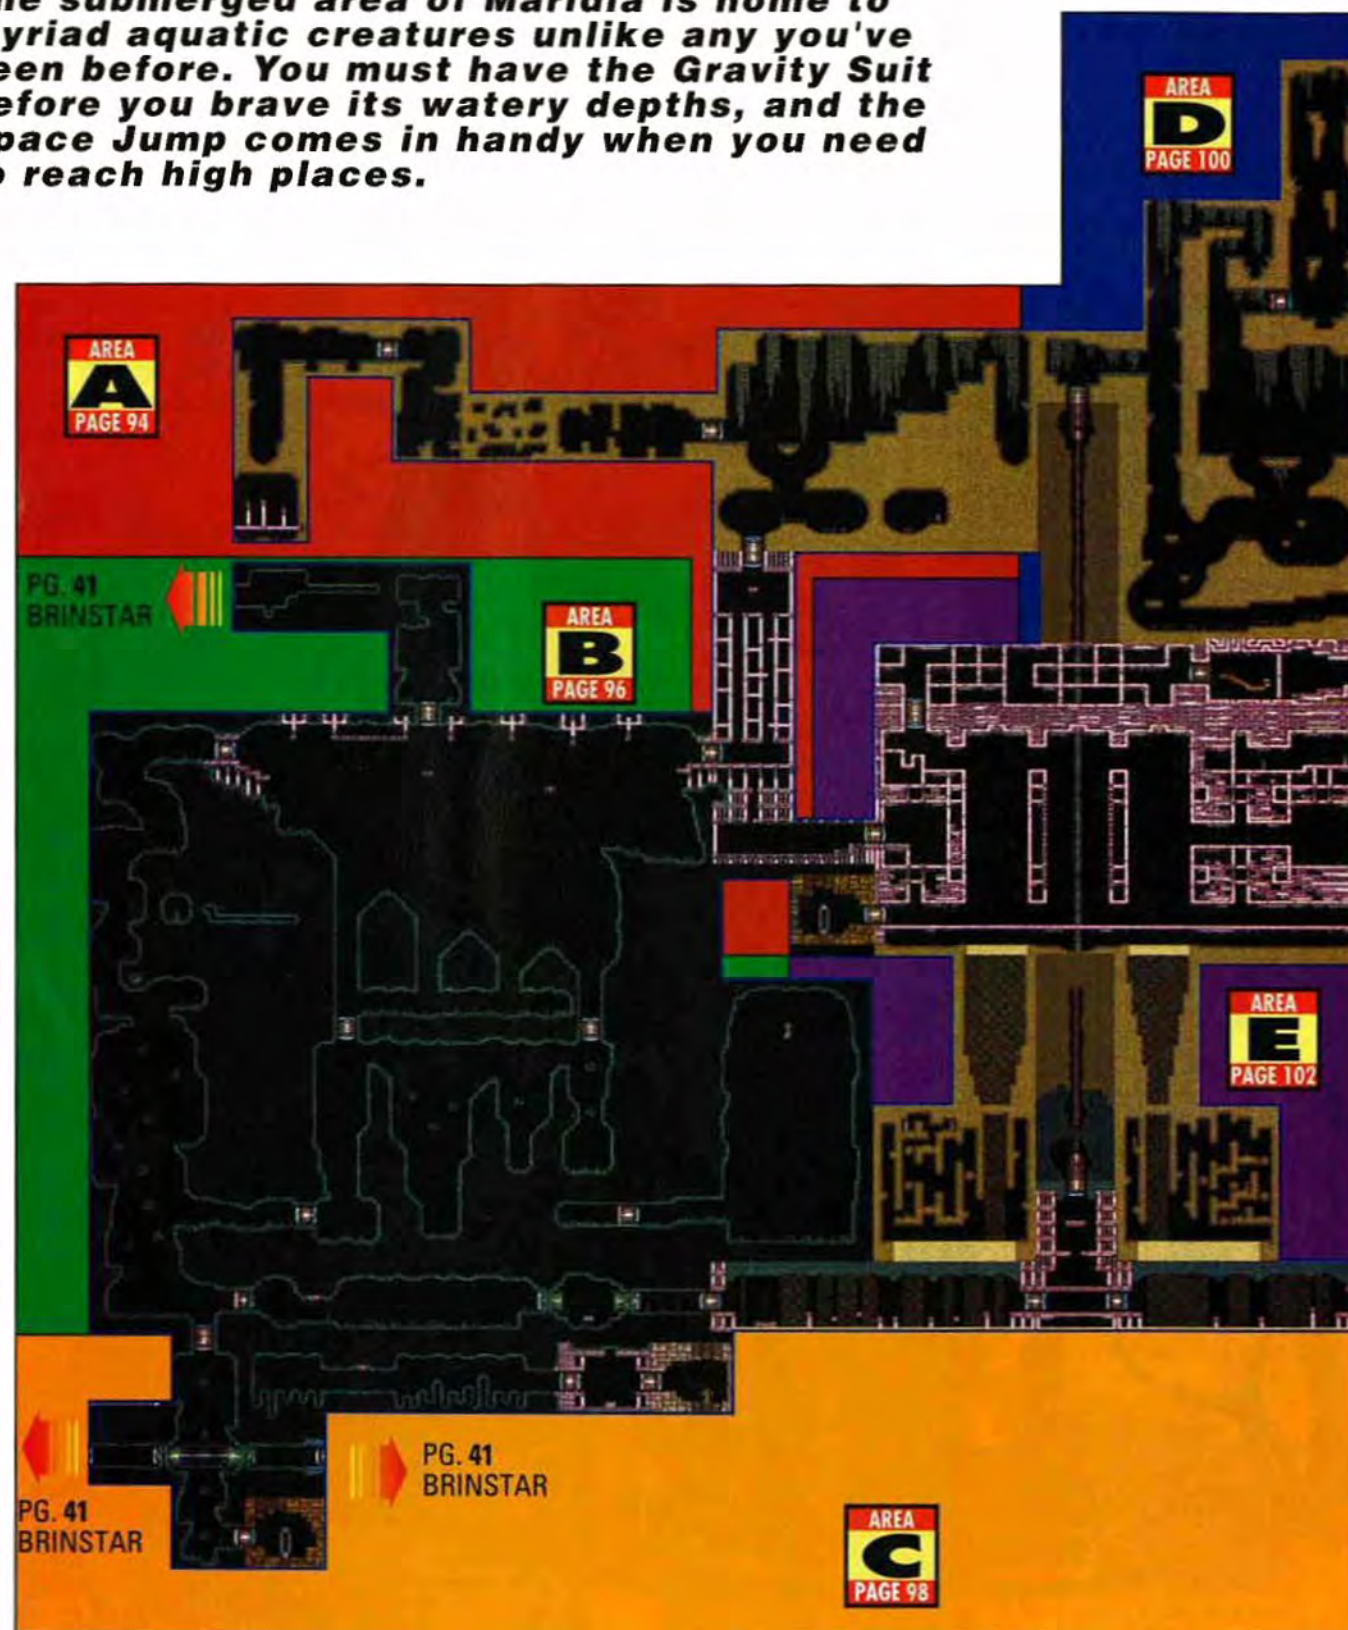 he submerged area of Maridia is home to
yriad aquatic creatures unlike any you've
een before. You must have the Gravity Suit
efore you brave its watery depths, and the
pace Jump comes in handy when you need
o reach high places.
AREA
D
PAGE 100
AREA
A
PAGE 94
PG. 41
BRINSTAR
AREA
B
PAGE 96
AREA
E
PAGE 102
PG. 41
BRINSTAR
PG. 41
BRINSTAR
AREA
C
PAGE 98